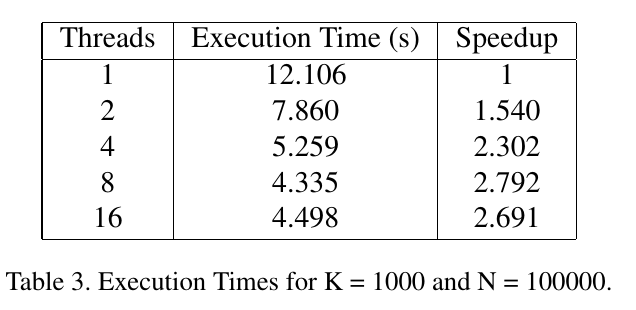 Threads Execution Time (s) Speedup
1 12.106 1
2 7.860 1.540
4 5.259 2.302
8 4.335 2.792
16 4.498 2.691
Table 3. Execution Times for K = 1000 and N = 100000.